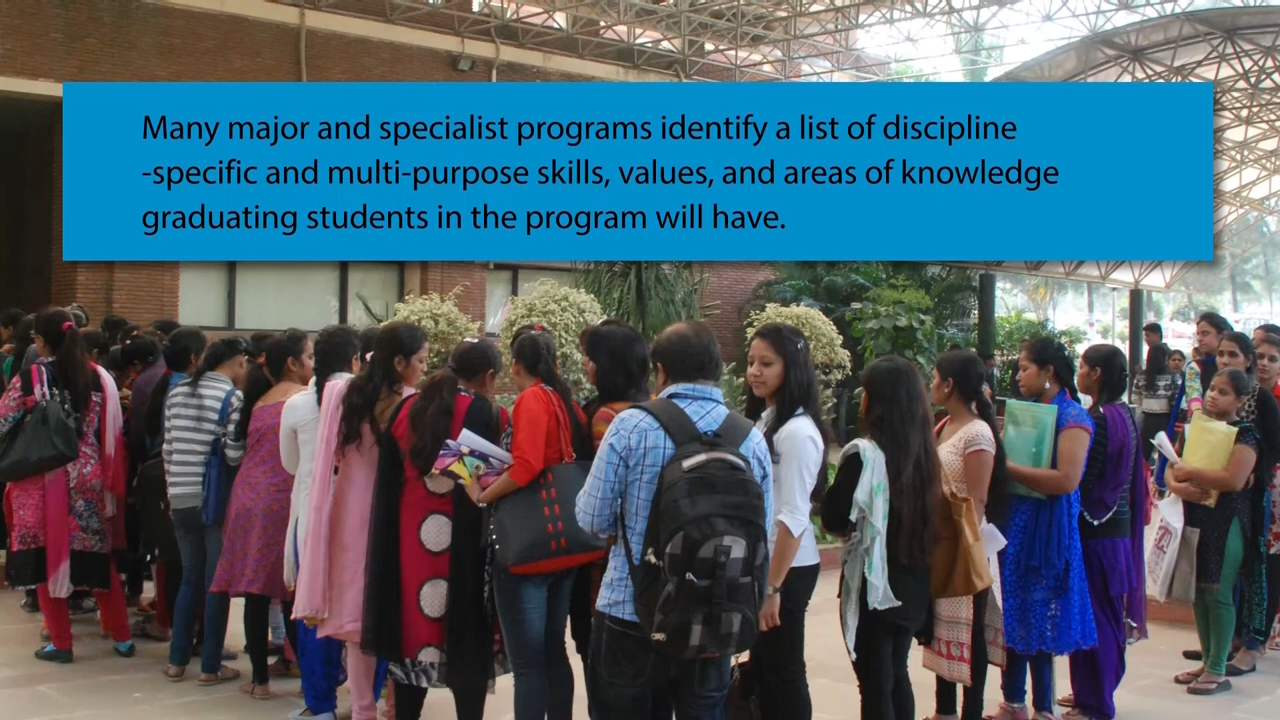 Many major and specialist programs identify a list of discipline
-specific and multi-purpose skills, values, and areas of knowledge
graduating students in the program will have.